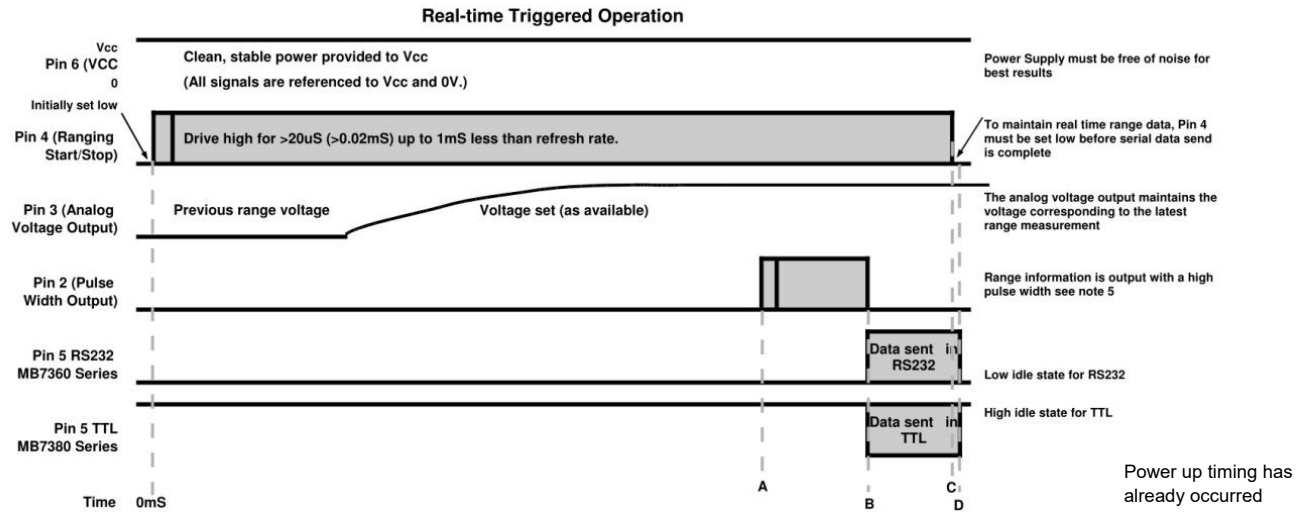 Real-time Triggered Operation
Vcc
Pin 6 (VCC
0
Clean, stable power provided to Vcc
(All signals are referenced to Vcc and 0V.)
Power Supply must be free of noise for
best results
Initially set low
Pin 4 (Ranging
Start/Stop)
Drive high for >20uS (>0.02mS) up to 1mS less than refresh rate.
To maintain real time range data, Pin 4
must be set low before serial data send
is complete
Pin 3 (Analog
Voltage Output)
Previous range voltage
Voltage set (as available)
The analog voltage output maintains the
voltage corresponding to the latest
range measurement
Pin 2 (Pulse
Width Output)
Range information is output with a high
pulse width see note 5
Pin 5 RS232
MB7360 Series
Data sent in
RS232
Low idle state for RS232
Pin 5 TTL
MB7380 Series
Data sent in
TTL
High idle state for TTL
Power up timing has
already occurred
Time 0mS
A
B
C
D